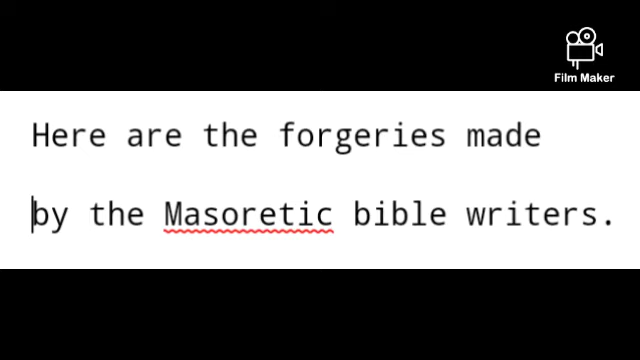 Film Maker
Here are the forgeries made
by the Masoretic bible writers.